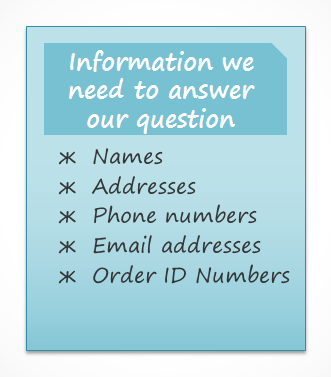 Information we
need to answer
our question
ж Names
ж Addresses
ж Phone numbers
ж Email addresses
ж Order ID Numbers